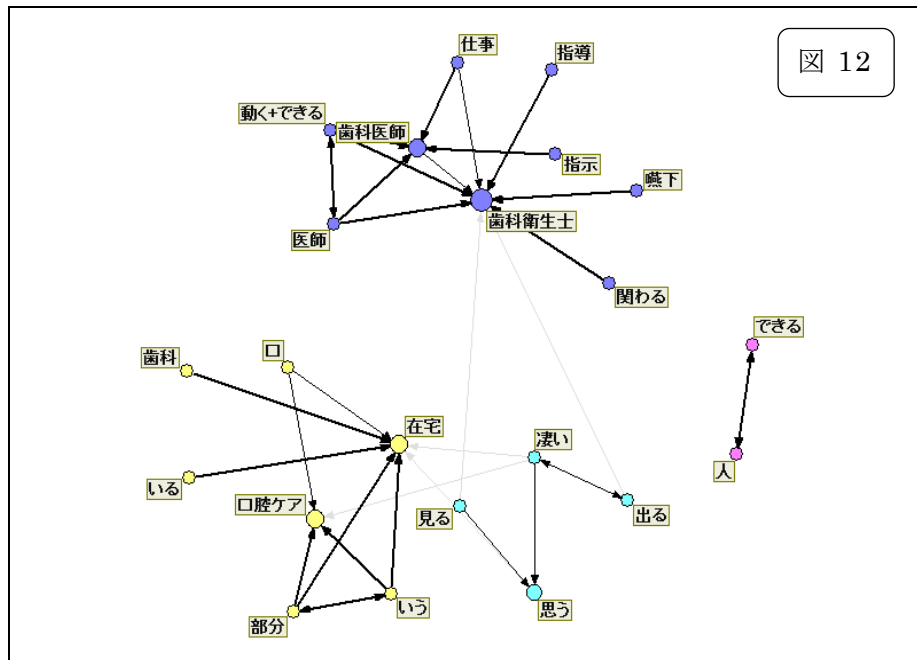 図 12
仕事
指導
動く+できる
歯科医師
指示
嚥下
歯科衛生士
医師
関わる
できる
口
歯科
在宅
凄い
人
いる
口腔ケア
見る
出る
思う
いう
部分